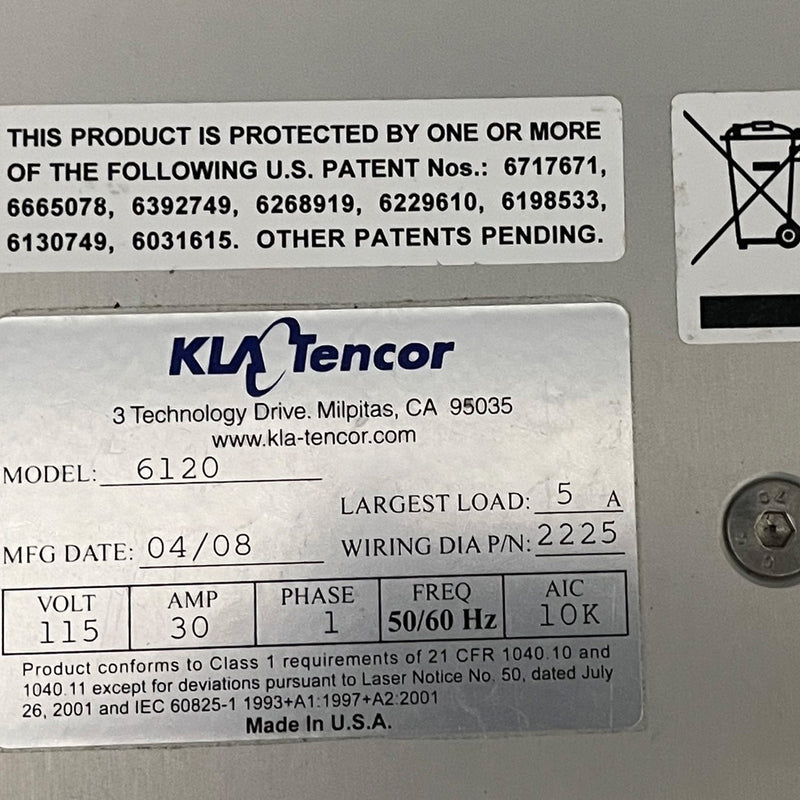 THIS PRODUCT IS PROTECTED BY ONE OR MORE
OF THE FOLLOWING U.S. PATENT Nos.: 6717671,
6665078, 6392749, 6268919, 6229610, 6198533,
6130749, 6031615. OTHER PATENTS PENDING.
KLA Tencor
3 Technology Drive. Milpitas, CA 95035
www.kla-tencor.com
MODEL: 6120
LARGEST LOAD: 5 A
MFG DATE: 04/08
WIRING DIA P/N: 2225
VOLT AMP PHASE FREQ AIC
115 30 1 50/60 Hz 10K
Product conforms to Class 1 requirements of 21 CFR 1040.10 and
1040.11 except for deviations pursuant to Laser Notice No. 50, dated July
26, 2001 and IEC 60825-1 1993+A1:1997+A2:2001
Made In U.S.A.